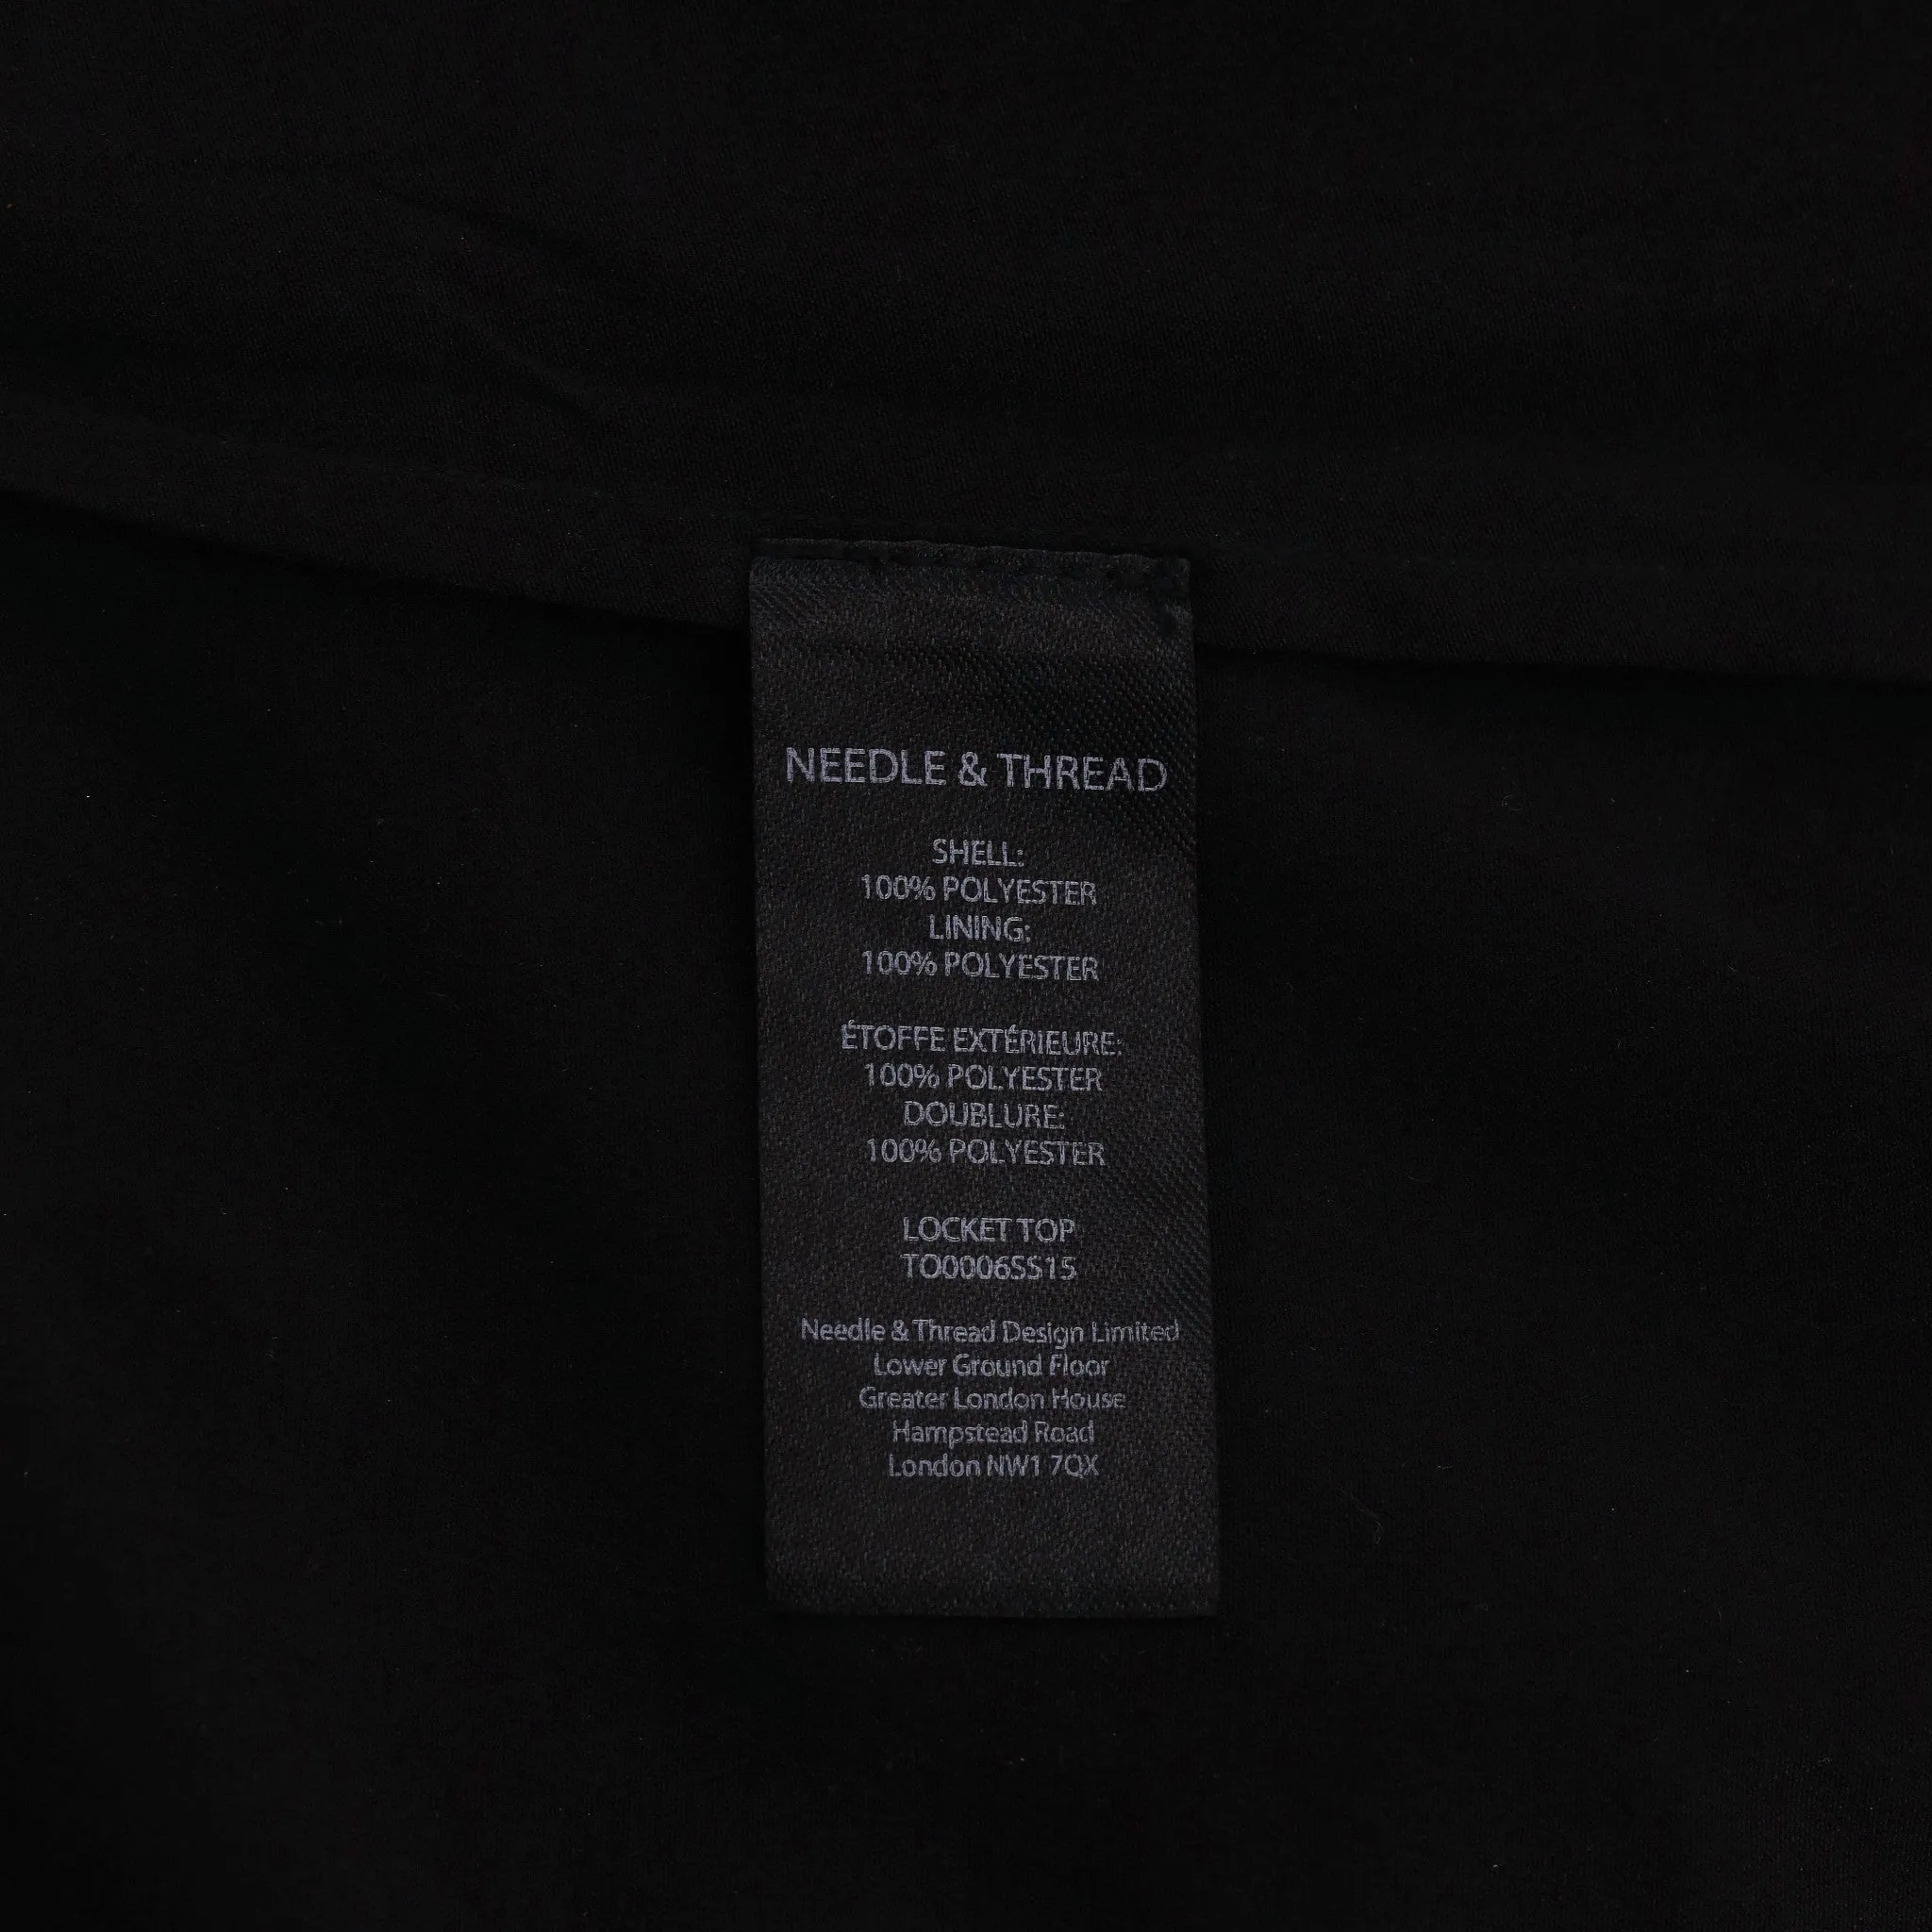 NEEDLE & THREAD
SHELL:
100% POLYESTER
LINING:
100% POLYESTER
ÉTOFFE EXTÉRIEURE:
100% POLYESTER
DOUBLURE:
100% POLYESTER
LOCKET TOP
TO0006SS15
Needle & Thread Design Limited
Lower Ground Floor
Greater London House
Hampstead Road
London NW1 7QX